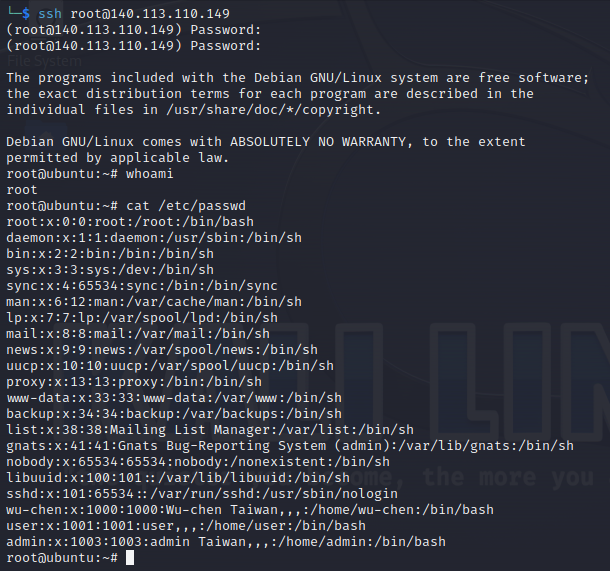 └─$ ssh root@140.113.110.149
(root@140.113.110.149) Password:
(root@140.113.110.149) Password:
File System
The programs included with the Debian GNU/Linux system are free software;
the exact distribution terms for each program are described in the
individual files in /usr/share/doc/*/copyright.
Debian GNU/Linux comes with ABSOLUTELY NO WARRANTY, to the extent
permitted by applicable law.
root@ubuntu:~# whoami
root
root@ubuntu:~# cat /etc/passwd
root:x:0:0:root:/root:/bin/bash
daemon:x:1:1:daemon:/usr/sbin:/bin/sh
bin:x:2:2:bin:/bin:/bin/sh
sys:x:3:3:sys:/dev:/bin/sh
sync:x:4:65534:sync:/bin:/bin/sync
man:x:6:12:man:/var/cache/man:/bin/sh
lp:x:7:7:lp:/var/spool/lpd:/bin/sh
mail:x:8:8:mail:/var/mail:/bin/sh
news:x:9:9:news:/var/spool/news:/bin/sh
uucp:x:10:10:uucp:/var/spool/uucp:/bin/sh
proxy:x:13:13:proxy:/bin:/bin/sh
www-data:x:33:33:www-data:/var/www:/bin/sh
backup:x:34:34:backup:/var/backups:/bin/sh
list:x:38:38:Mailing List Manager:/var/list:/bin/sh
gnats:x:41:41:Gnats Bug-Reporting System (admin):/var/lib/gnats:/bin/sh
nobody:x:65534:65534:nobody:/nonexistent:/bin/sh
libuuid:x:100:101::/var/lib/libuuid:/bin/sh
the more you
sshd:x:101:65534::/var/run/sshd:/usr/sbin/nologin
wu-chen:x:1000:1000:Wu-chen Taiwan,,,:/home/wu-chen:/bin/bash
user:x:1001:1001:user,,,:/home/user:/bin/bash
admin:x:1003:1003:admin Taiwan,,,:/home/admin:/bin/bash
root@ubuntu:~#